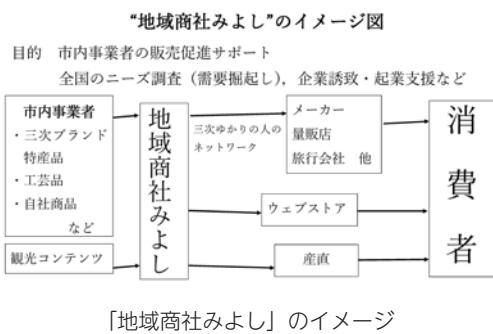 “地域商社みよし”のイメージ図
目的　市内事業者の販売促進サポート
全国のニーズ調査（需要掘起し），企業誘致・起業支援など
市内事業者
・三次ブランド
特産品
・工芸品
・自社商品
など
観光コンテンツ
地域商社みよし
三次ゆかりの人の
ネットワーク
メーカー
量販店
旅行会社　他
ウェブストア
産直
消費者
「地域商社みよし」のイメージ